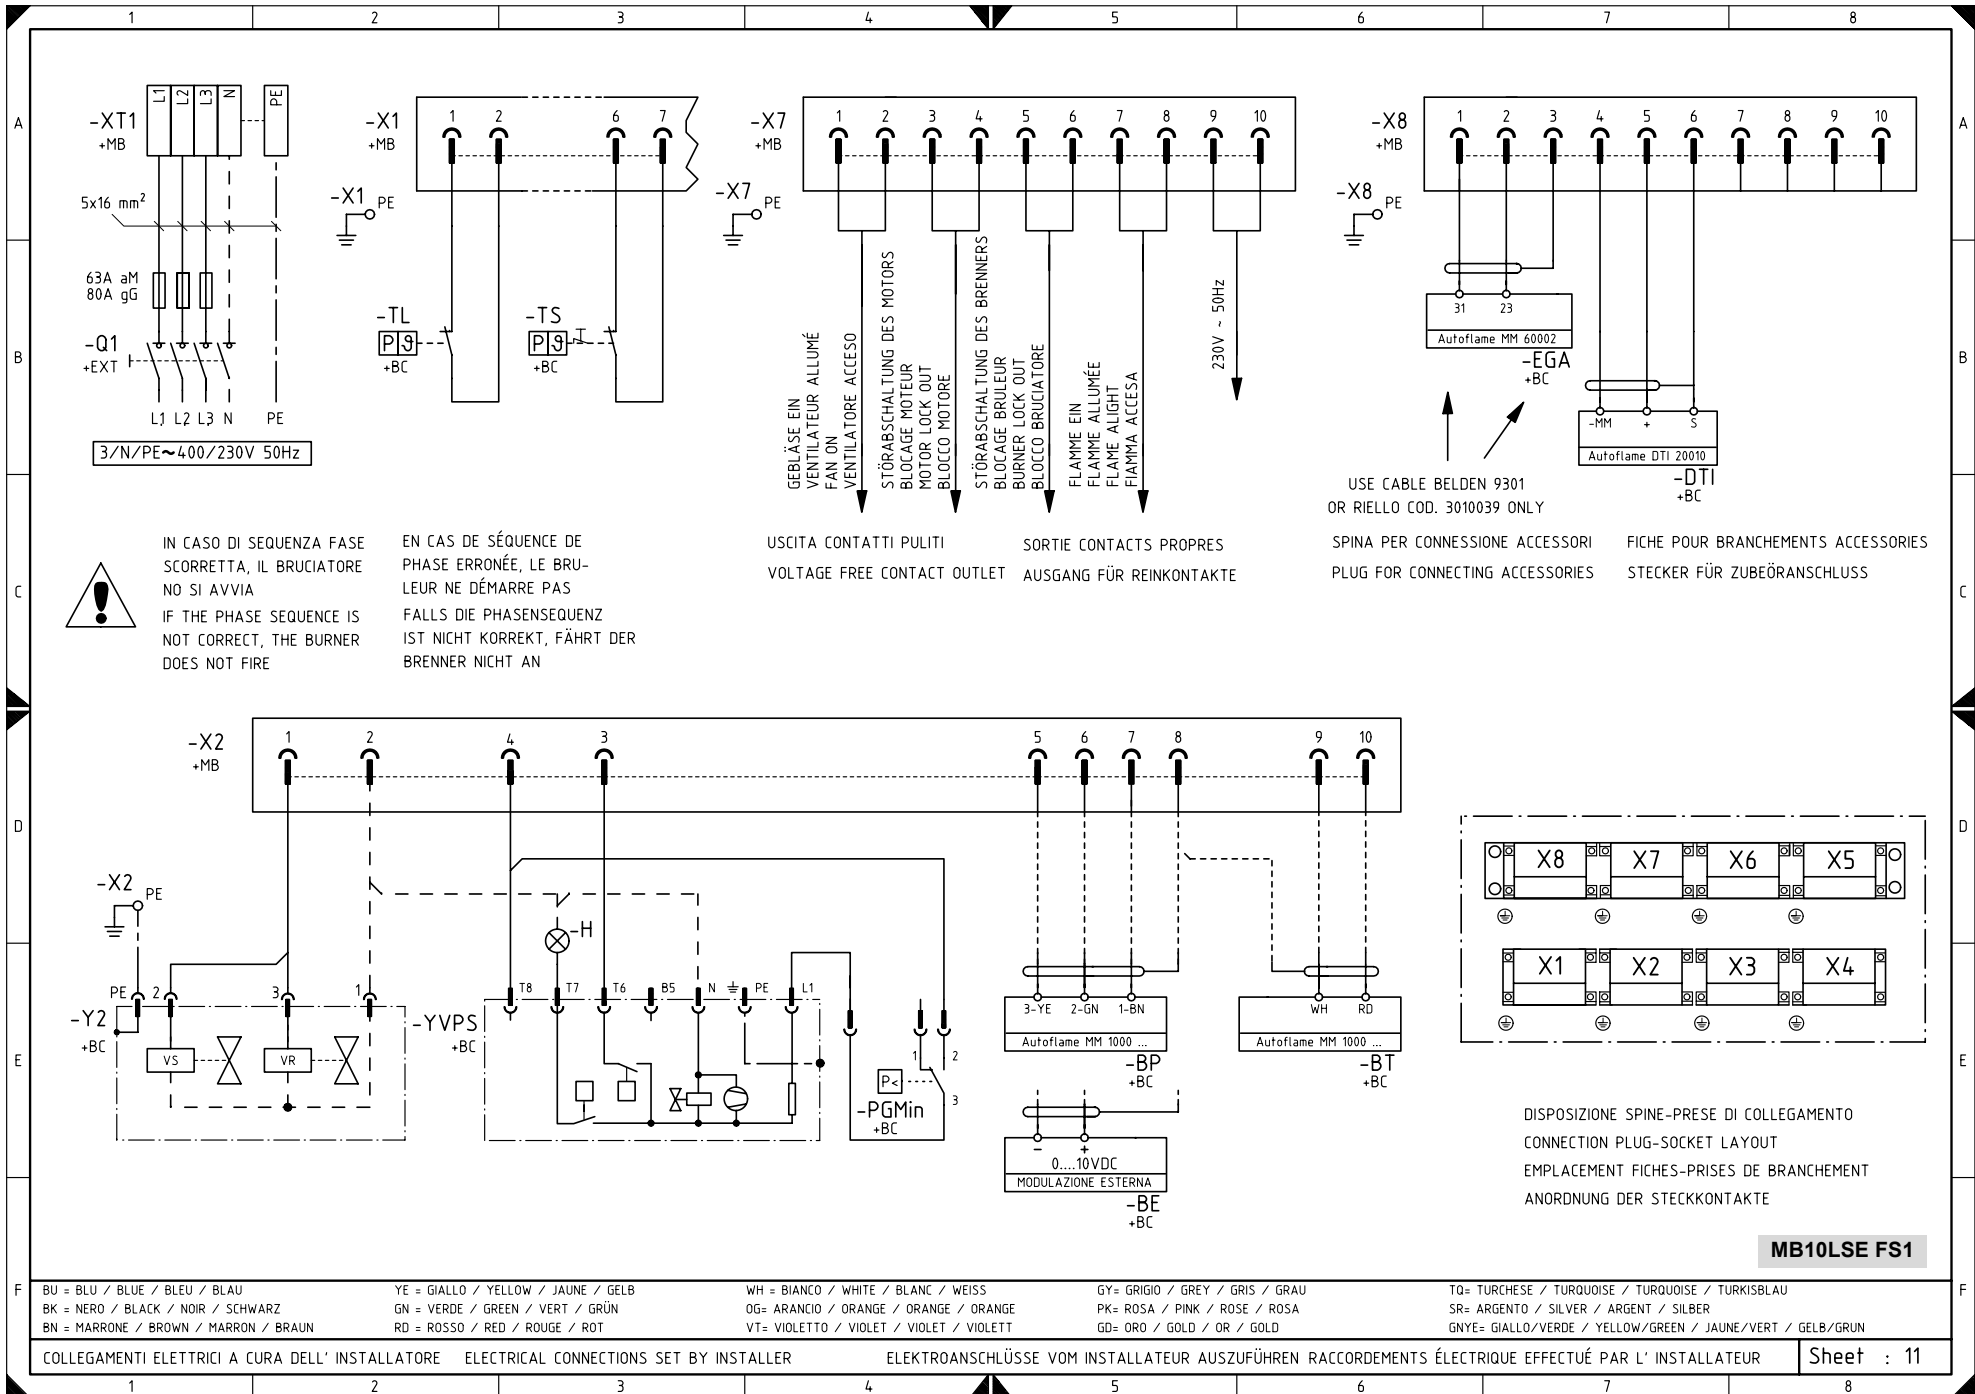 1 2 3 4 5 6 7 8
A
-XT1
+MB
L1 L2 L3 N PE
5x16 mm²
63A aM
80A gG
-Q1
+EXT
L1 L2 L3 N PE
3/N/PE~400/230V 50Hz
-X1
+MB
1 2 6 7
-X1 PE
-TL
P ϑ
+BC
-TS
P ϑ
+BC
-X7
+MB
1 2 3 4 5 6 7 8 9 10
-X7 PE
GEBLÄSE EIN
VENTILATEUR ALLUMÉ
FAN ON
VENTILATORE ACCESO
STÖRABSCHALTUNG DES MOTORS
BLOCAGE MOTEUR
MOTOR LOCK OUT
BLOCCO MOTORE
STÖRABSCHALTUNG DES BRENNERS
BLOCAGE BRULEUR
BURNER LOCK OUT
BLOCCO BRUCIATORE
FLAMME EIN
FLAMME ALLUMÉE
FLAME ALIGHT
FIAMMA ACCESA
230V ~ 50Hz
-X8
+MB
1 2 3 4 5 6 7 8 9 10
-X8 PE
31 23
Autoflame MM 60002
-EGA
+BC
-MM + S
Autoflame DTI 20010
-DTI
+BC
USE CABLE BELDEN 9301
OR RIELLO COD. 3010039 ONLY
A
B
B
IN CASO DI SEQUENZA FASE
SCORRETTA, IL BRUCIATORE
NO SI AVVIA
IF THE PHASE SEQUENCE IS
NOT CORRECT, THE BURNER
DOES NOT FIRE
EN CAS DE SÉQUENCE DE
PHASE ERRONÉE, LE BRU-
LEUR NE DÉMARRE PAS
FALLS DIE PHASENSEQUENZ
IST NICHT KORREKT, FÄHRT DER
BRENNER NICHT AN
USCITA CONTATTI PULITI
VOLTAGE FREE CONTACT OUTLET
SORTIE CONTACTS PROPRES
AUSGANG FÜR REINKONTAKTE
SPINA PER CONNESSIONE ACCESSORI
PLUG FOR CONNECTING ACCESSORIES
FICHE POUR BRANCHEMENTS ACCESSORIES
STECKER FÜR ZUBEÖRANSCHLUSS
C
C
-X2
+MB
1 2 4 3 5 6 7 8 9 10
D
D
-X2 PE
PE 2 3 1
-Y2
+BC
VS VR
-H
-YVPS
+BC
T8 T7 T6 B5 N PE L1
1 2
P<
3
-PGMin
+BC
3-YE 2-GN 1-BN
Autoflame MM 1000 ...
-BP
+BC
WH RD
Autoflame MM 1000 ...
-BT
+BC
- +
0....10VDC
MODULAZIONE ESTERNA
-BE
+BC
X8 X7 X6 X5
X1 X2 X3 X4
E
E
DISPOSIZIONE SPINE-PRESE DI COLLEGAMENTO
CONNECTION PLUG-SOCKET LAYOUT
EMPLACEMENT FICHES-PRISES DE BRANCHEMENT
ANORDNUNG DER STECKKONTAKTE
MB10LSE FS1
F
F
BU = BLU / BLUE / BLEU / BLAU
BK = NERO / BLACK / NOIR / SCHWARZ
BN = MARRONE / BROWN / MARRON / BRAUN
YE = GIALLO / YELLOW / JAUNE / GELB
GN = VERDE / GREEN / VERT / GRÜN
RD = ROSSO / RED / ROUGE / ROT
WH = BIANCO / WHITE / BLANC / WEISS
OG= ARANCIO / ORANGE / ORANGE / ORANGE
VT= VIOLETTO / VIOLET / VIOLET / VIOLETT
GY= GRIGIO / GREY / GRIS / GRAU
PK= ROSA / PINK / ROSE / ROSA
GD= ORO / GOLD / OR / GOLD
TQ= TURCHESE / TURQUOISE / TURQUOISE / TURKISBLAU
SR= ARGENTO / SILVER / ARGENT / SILBER
GNYE= GIALLO/VERDE / YELLOW/GREEN / JAUNE/VERT / GELB/GRUN
COLLEGAMENTI ELETTRICI A CURA DELL' INSTALLATORE ELECTRICAL CONNECTIONS SET BY INSTALLER ELEKTROANSCHLÜSSE VOM INSTALLATEUR AUSZUFÜHREN RACCORDEMENTS ÉLECTRIQUE EFFECTUÉ PAR L' INSTALLATEUR
Sheet : 11
1 2 3 4 5 6 7 8